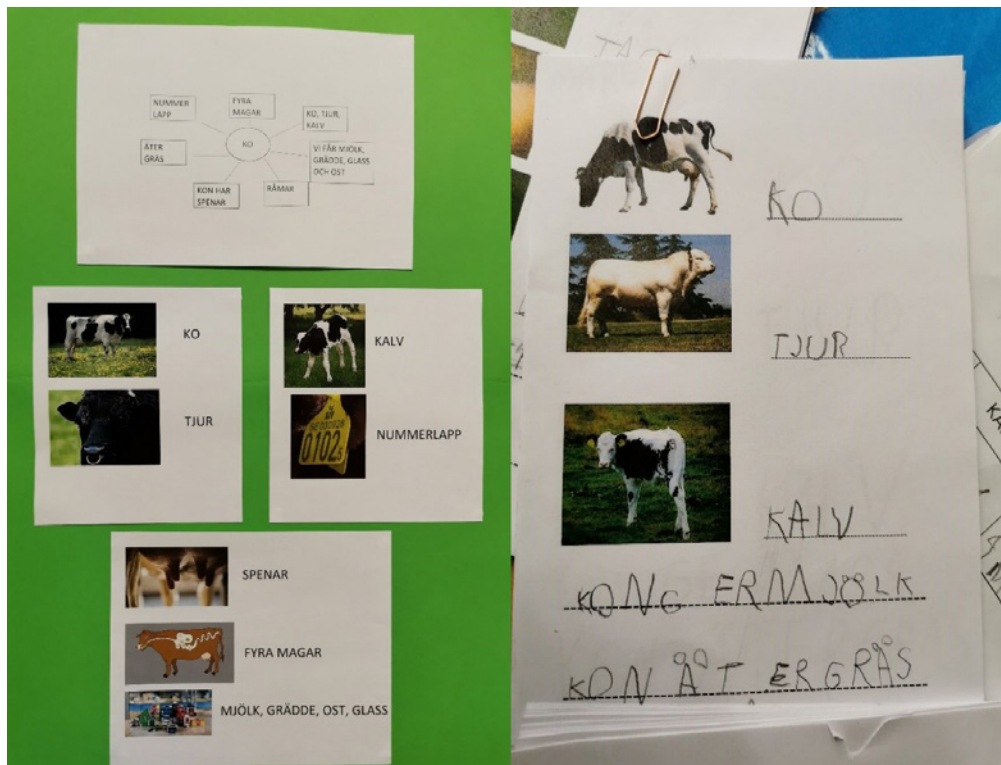 NUMMER
LAPP
FYRA
MAGAR
KO, TJUR,
KALV
ÄTER
GRÄS
KO
VI FÅR MJÖLK,
GRÄDDE, GLASS
OCH OST
KON HAR
SPENAR
RÅMAR
KO
TJUR
KALV
0102
NUMMERLAPP
SPENAR
FYRA MAGAR
MJÖLK, GRÄDDE, OST, GLASS
KO
TJUR
KALV
KONG ERMJÖLK
KON ÄT ERGRÄS